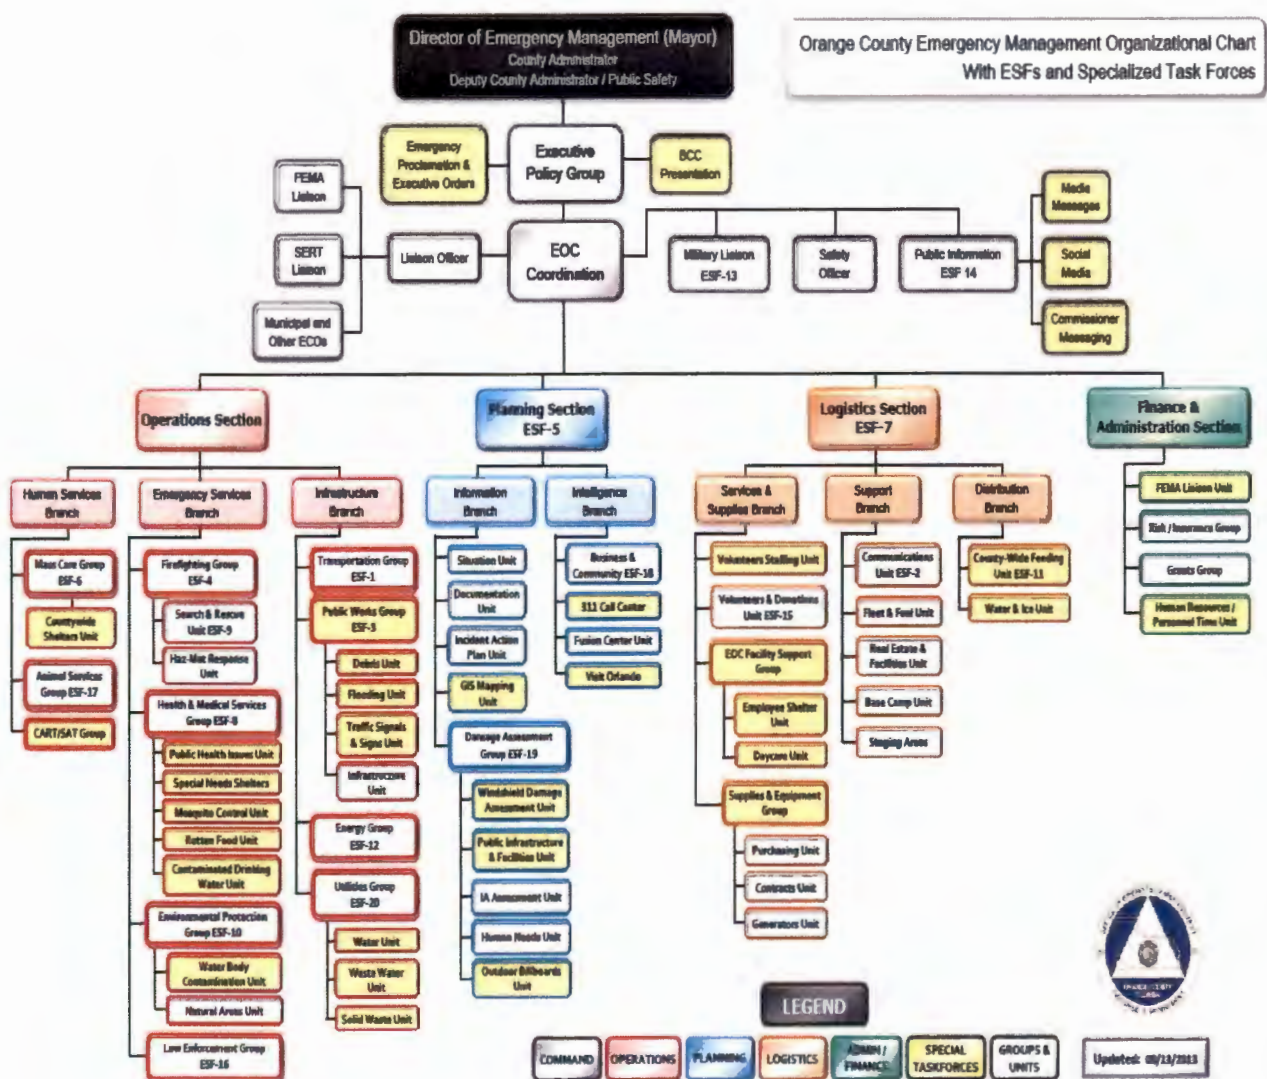 Director of Emergency Management (Mayor)
County Administrator
Deputy County Administrator / Public Safety
Orange County Emergency Management Organizational Chart
With ESFs and Specialized Task Forces
Emergency
Proclamation &
Executive Orders
Executive
Policy Group
BCC
Presentation
FEMA
Liaison
SERT
Liaison
Municipal and
Other ECOs
Liaison Officer
EOC
Coordination
Military Liaison
ESF-13
Safety
Officer
Public Information
ESF 14
Media
Messages
Social
Media
Commissioner
Messaging
Operations Section
Planning Section
ESF-5
Logistics Section
ESF-7
Finance &
Administration Section
Human Services
Branch
Emergency Services
Branch
Infrastructure
Branch
Information
Branch
Intelligence
Branch
Services &
Supplies Branch
Support
Branch
Distribution
Branch
Mass Care Group
ESF-6
Countywide
Shelters Unit
Animal Services
Group ESF-17
CART/SAT Group
Firefighting Group
ESF-4
Search & Rescue
Unit ESF-9
Haz-Mat Response
Unit
Health & Medical Services
Group ESF-8
Public Health Issues Unit
Special Needs Shelters
Mosquito Control Unit
Rotten Food Unit
Contaminated Drinking
Water Unit
Environmental Protection
Group ESF-10
Water Body
Contamination Unit
Natural Areas Unit
Law Enforcement Group
ESF-16
Transportation Group
ESF-1
Public Works Group
ESF-3
Debris Unit
Flooding Unit
Traffic Signals
& Signs Unit
Infrastructure
Unit
Energy Group
ESF-12
Utilities Group
ESF-20
Water Unit
Waste Water
Unit
Solid Waste Unit
Situation Unit
Documentation
Unit
Incident Action
Plan Unit
GIS Mapping
Unit
Damage Assessment
Group ESF-19
Windshield Damage
Assessment Unit
Public Infrastructure
& Facilities Unit
IA Assessment Unit
Human Needs Unit
Outdoor Billboards
Unit
Business &
Community ESF-18
311 Call Center
Fusion Center Unit
Visit Orlando
Volunteers Staffing Unit
Volunteers & Donations
Unit ESF-15
EOC Facility Support
Group
Employee Shelter
Unit
Daycare Unit
Supplies & Equipment
Group
Purchasing Unit
Contracts Unit
Generators Unit
Communications
Unit ESF-2
Fleet & Fuel Unit
Real Estate &
Facilities Unit
Base Camp Unit
Staging Areas
County-Wide Feeding
Unit ESF-11
Water & Ice Unit
FEMA Liaison Unit
Risk / Insurance Group
Grants Group
Human Resources /
Personnel Time Unit
LEGEND
COMMAND
OPERATIONS
PLANNING
LOGISTICS
ADMIN /
FINANCE
SPECIAL
TASKFORCES
GROUPS &
UNITS